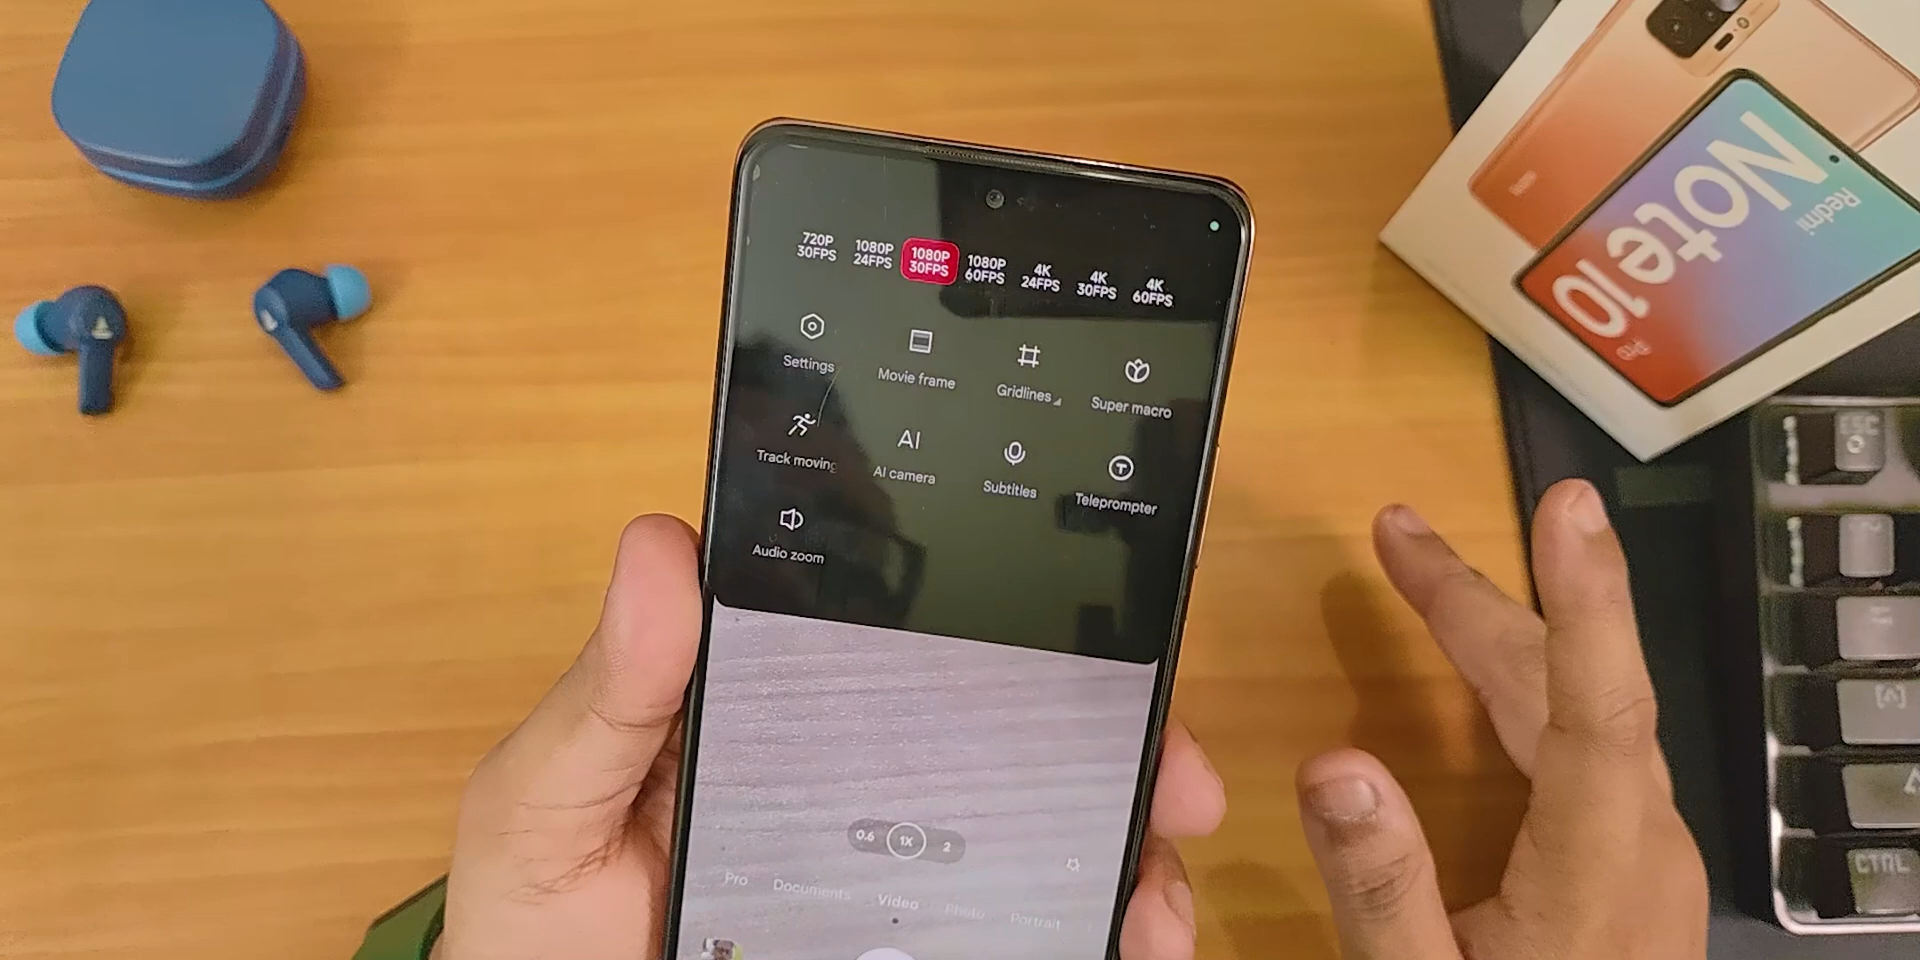 720P
30FPS
1080P
24FPS
1080P
30FPS
1080P
60FPS
4K
24FPS
4K
30FPS
4K
60FPS
Settings
Movie frame
Gridlines
Super macro
Track moving
AI
AI camera
Subtitles
T
Teleprompter
Audio zoom
0.6
1X
2
Pro
Documents
Video
Photo
Portrait
Redmi
Note 10
Pro
ESC
CTRL